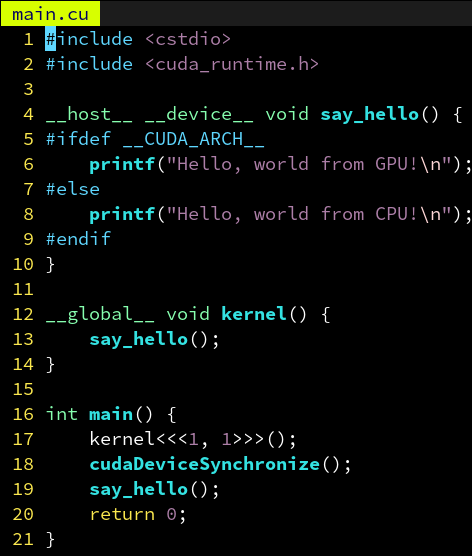 main.cu
1 #include <cstdio>
2 #include <cuda_runtime.h>
3
4 __host__ __device__ void say_hello() {
5 #ifdef __CUDA_ARCH__
6     printf("Hello, world from GPU!\n");
7 #else
8     printf("Hello, world from CPU!\n");
9 #endif
10 }
11
12 __global__ void kernel() {
13     say_hello();
14 }
15
16 int main() {
17     kernel<<<1, 1>>>();
18     cudaDeviceSynchronize();
19     say_hello();
20     return 0;
21 }